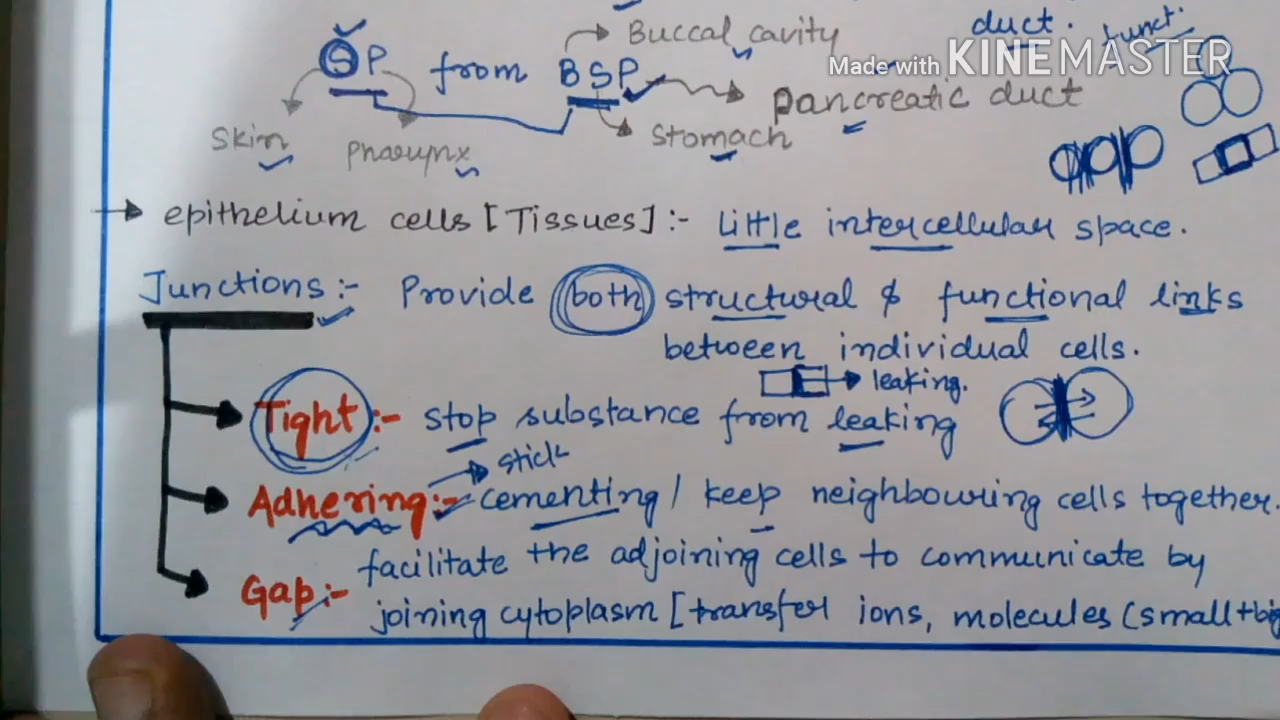 duct. funct.
Buccal cavity
SP from BSP
Made with KINEMASTER
pancreatic duct
Skin Pharynx Stomach
epithelium cells [Tissues] :- Little intercellular space.
Junctions :- Provide both structural & functional links
between individual cells.
leaking.
Tight :- stop substance from leaking
stick
Adhering :- cementing / keep neighbouring cells together.
facilitate the adjoining cells to communicate by
Gap :- joining cytoplasm [transfer ions, molecules (small+big